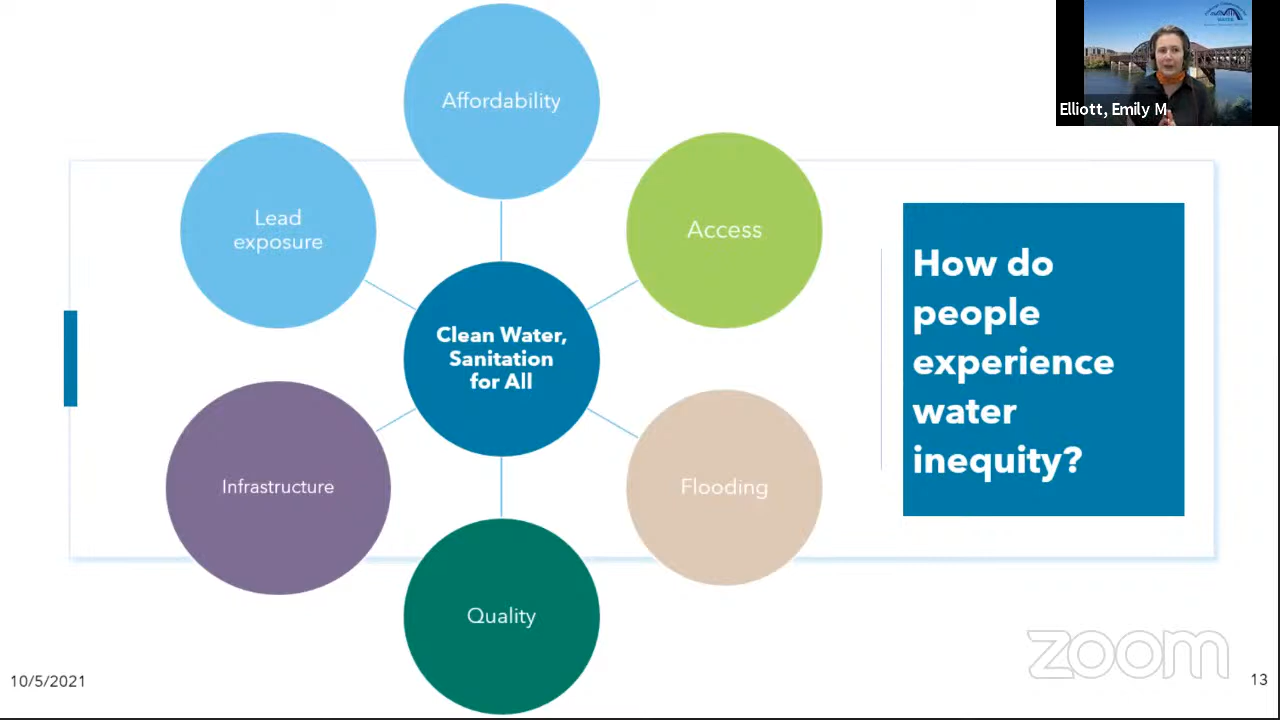 Affordability
Elliott, Emily M
Lead
exposure
Access
Clean Water,
Sanitation
for All
How do
people
experience
water
inequity?
Infrastructure
Flooding
Quality
zoom
10/5/2021
13